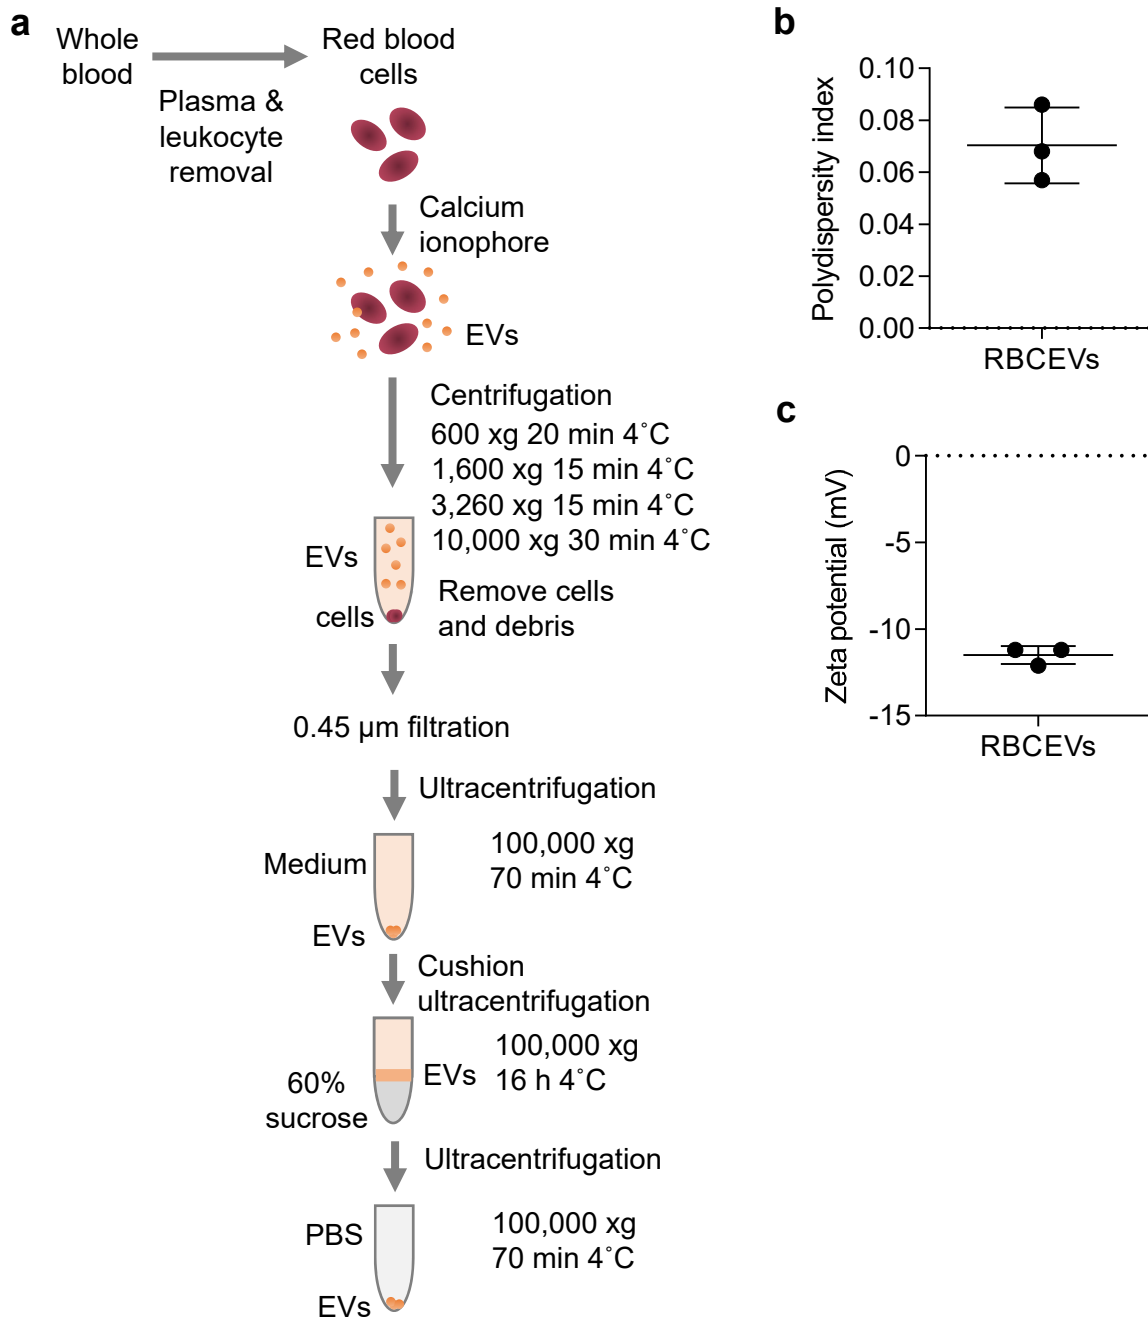 a
Whole
blood
Plasma &
leukocyte
removal
Red blood
cells
Calcium
ionophore
EVs
Centrifugation
600 xg 20 min 4˚C
1,600 xg 15 min 4˚C
3,260 xg 15 min 4˚C
10,000 xg 30 min 4˚C
EVs
cells
Remove cells
and debris
0.45 µm filtration
Ultracentrifugation
100,000 xg
70 min 4˚C
Medium
EVs
Cushion
ultracentrifugation
100,000 xg
16 h 4˚C
EVs
60%
sucrose
Ultracentrifugation
100,000 xg
70 min 4˚C
PBS
EVs
b
Polydispersity index
0.10
0.08
0.06
0.04
0.02
0.00
RBCEVs
c
Zeta potential (mV)
0
-5
-10
-15
RBCEVs